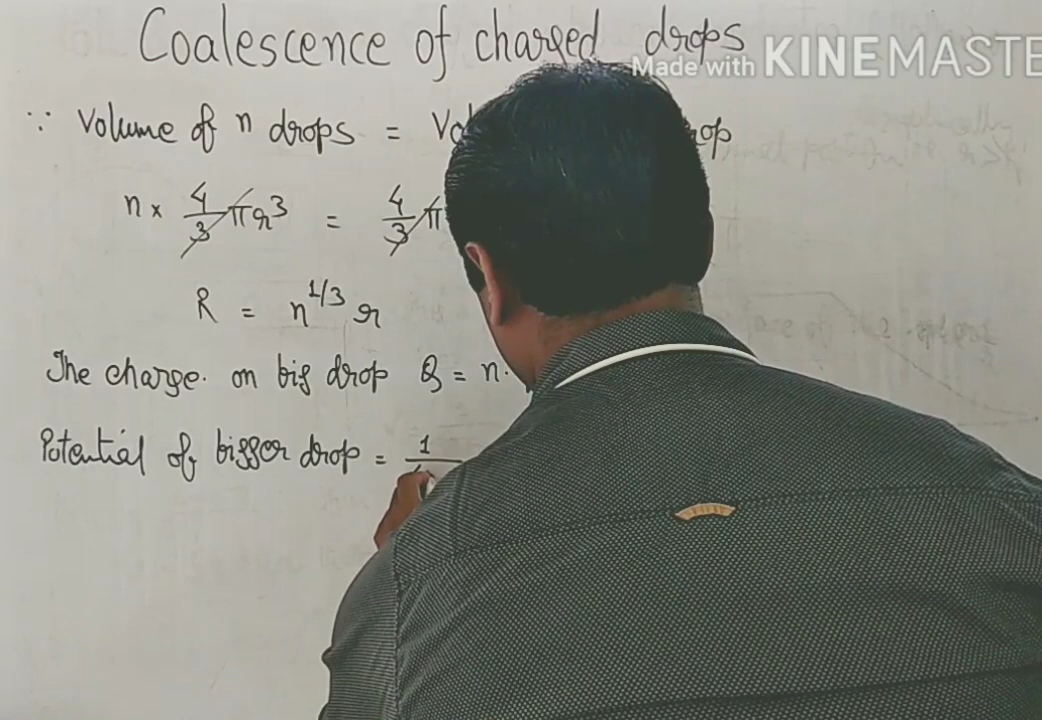 Coalescence of charged drops
Made with KINEMASTE
∵ Volume of n drops =
n × 4/3 πr³ = 4/3 π
R = n^1/3 r
The charge. on big drop Q = n.
Potential of bigger drop = 1